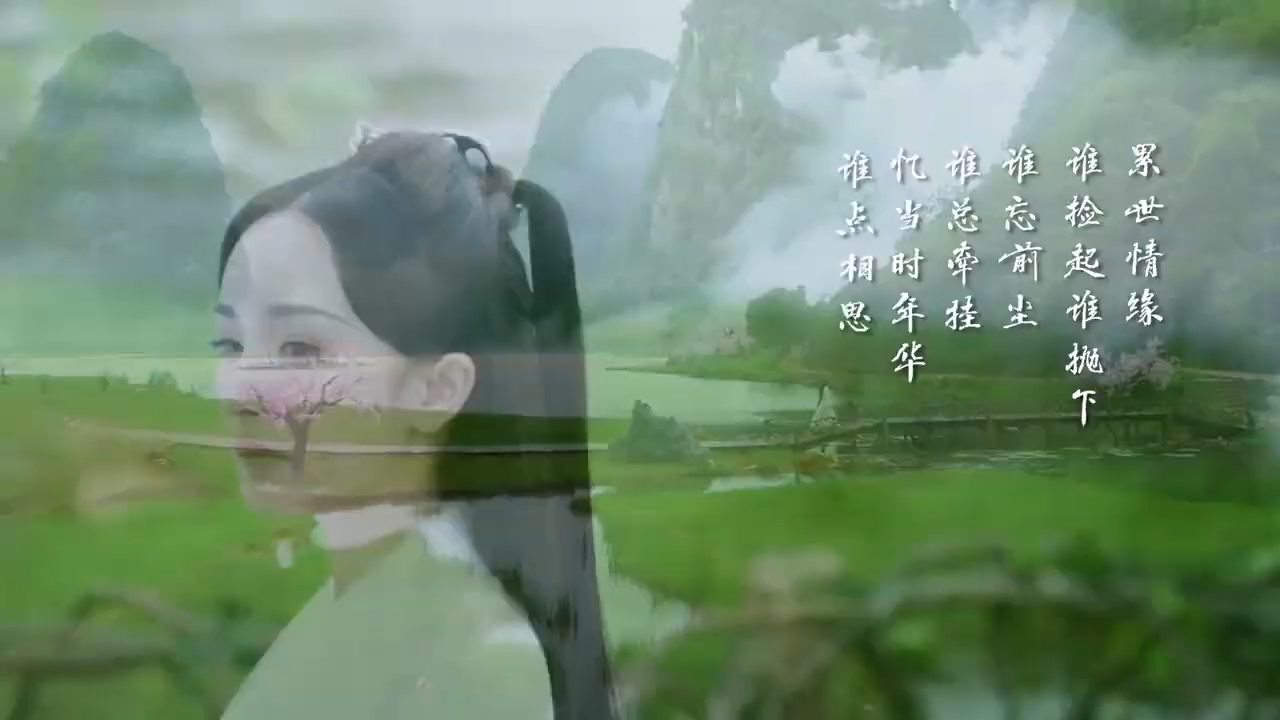 累世情缘
谁捡起谁抛下
谁忘前尘
谁总牵挂
忆当时年华
谁点相思